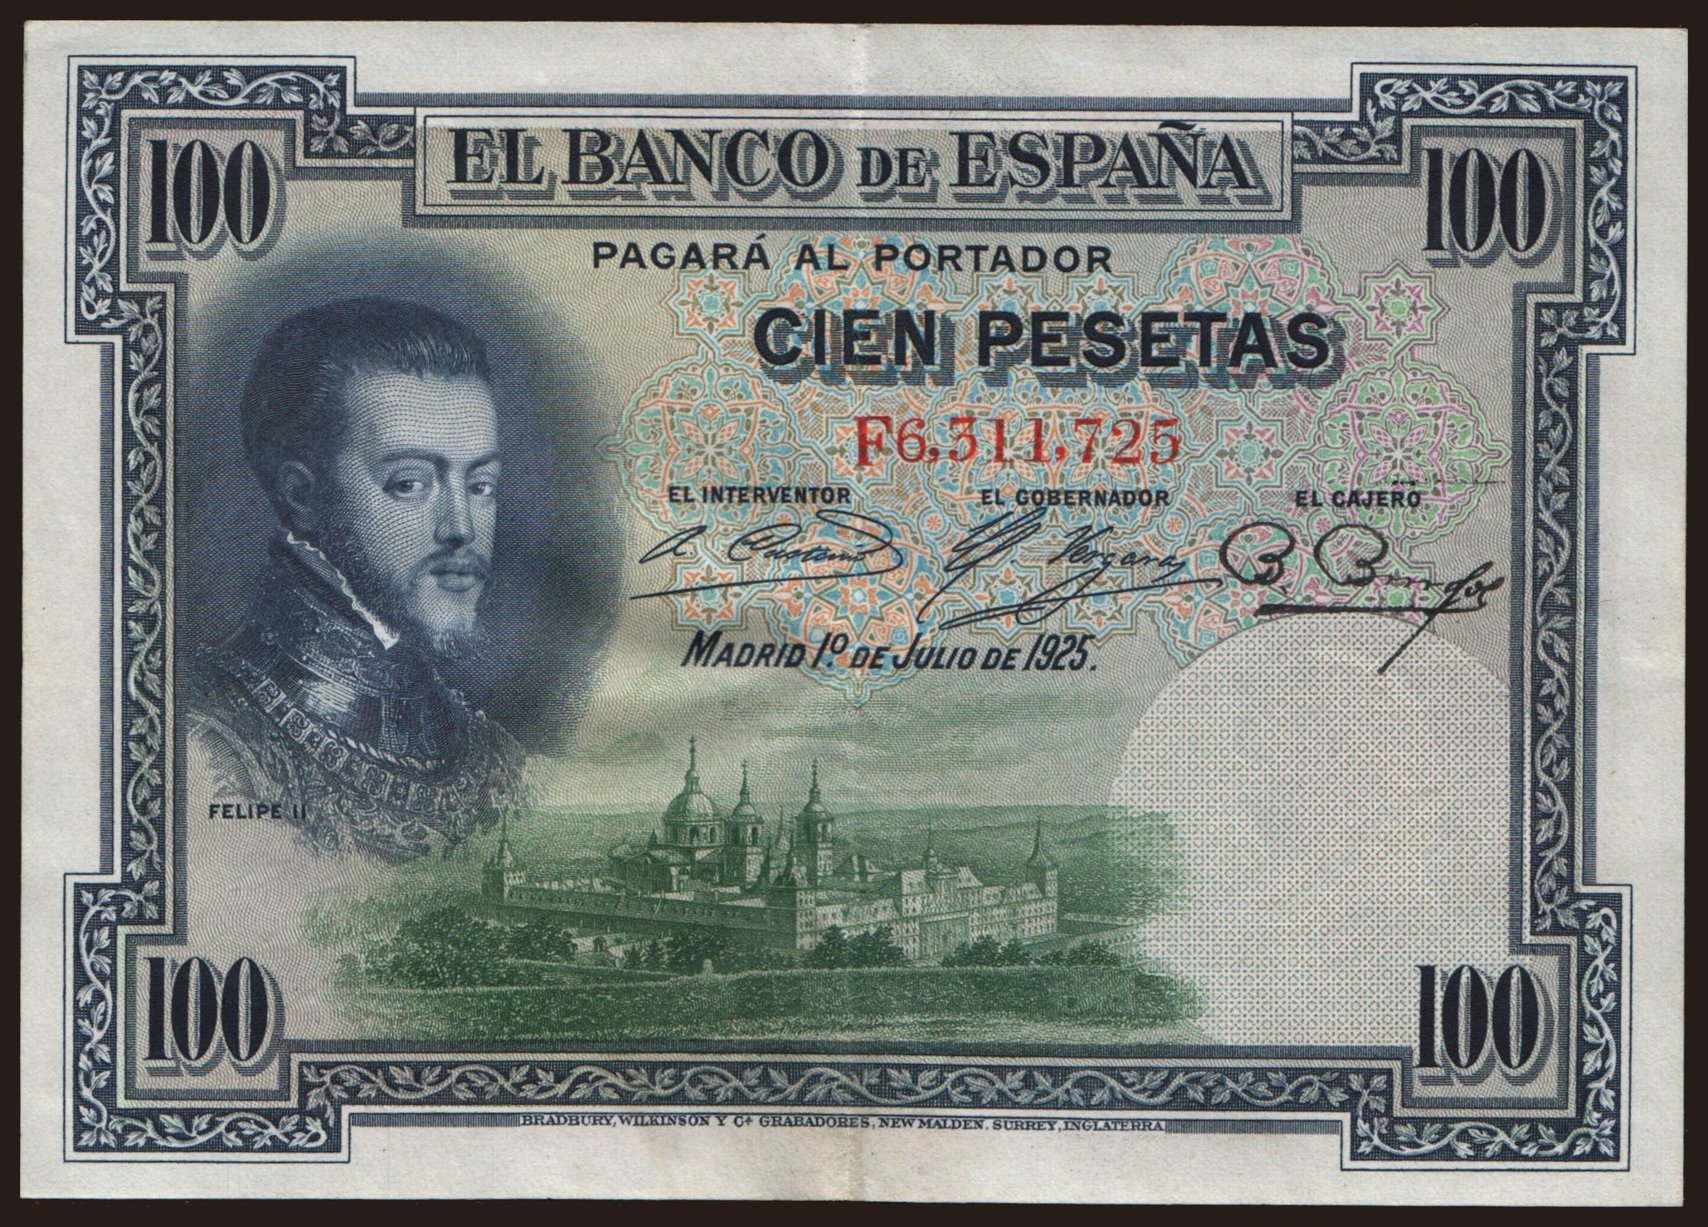 100
EL BANCO DE ESPAÑA
100
PAGARÁ AL PORTADOR
CIEN PESETAS
F6,311,725
EL INTERVENTOR
EL GOBERNADOR
EL CAJERO
MADRID 1º DE JULIO DE 1925.
FELIPE II
100
100
BRADBURY, WILKINSON Y Cª GRABADORES, NEW MALDEN, SURREY, INGLATERRA